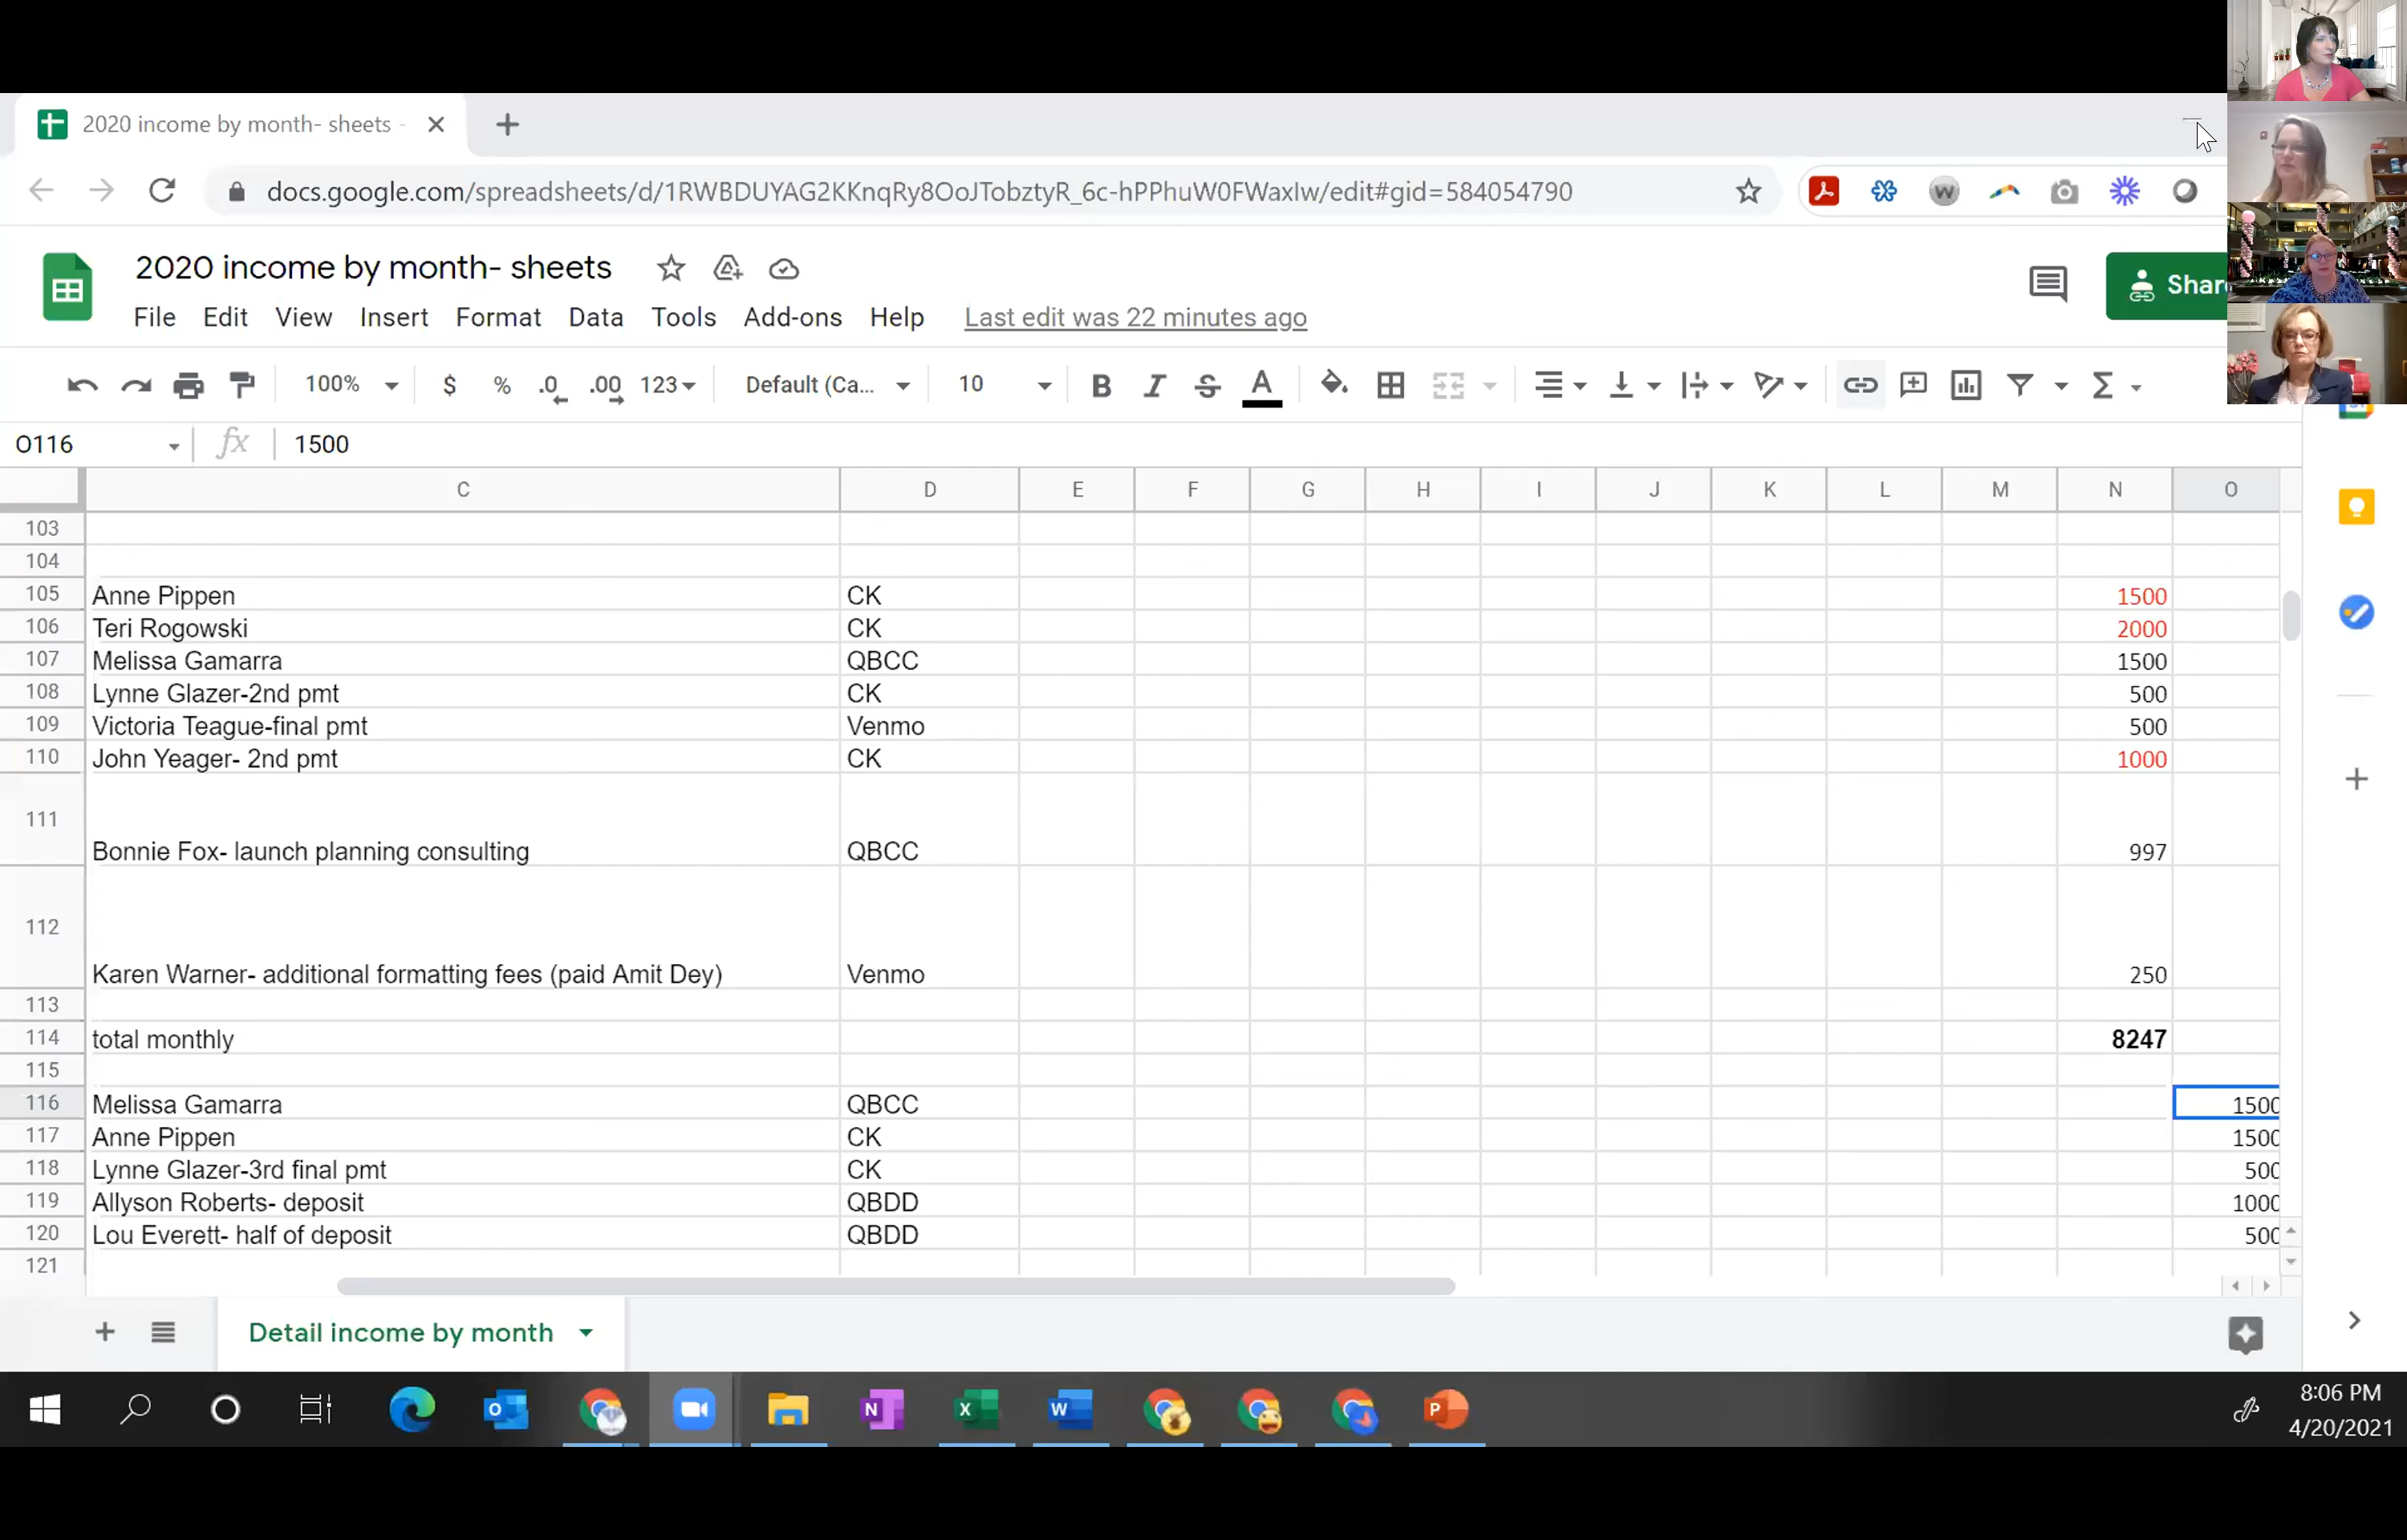 2020 income by month- sheets -
docs.google.com/spreadsheets/d/1RWBDUYAG2KKnqRy8OoJTobztyR_6c-hPPhuW0FWaxIw/edit#gid=584054790
2020 income by month- sheets
Shar
File Edit View Insert Format Data Tools Add-ons Help Last edit was 22 minutes ago
100% $ % .0 .00 123 Default (Ca... 10 B I S A Σ
O116 fx 1500
C D E F G H I J K L M N O
103
104
105 Anne Pippen CK 1500
106 Teri Rogowski CK 2000
107 Melissa Gamarra QBCC 1500
108 Lynne Glazer-2nd pmt CK 500
109 Victoria Teague-final pmt Venmo 500
110 John Yeager- 2nd pmt CK 1000
111 Bonnie Fox- launch planning consulting QBCC 997
112 Karen Warner- additional formatting fees (paid Amit Dey) Venmo 250
113
114 total monthly 8247
115
116 Melissa Gamarra QBCC 1500
117 Anne Pippen CK 1500
118 Lynne Glazer-3rd final pmt CK 500
119 Allyson Roberts- deposit QBDD 1000
120 Lou Everett- half of deposit QBDD 500
121
Detail income by month
8:06 PM
4/20/2021